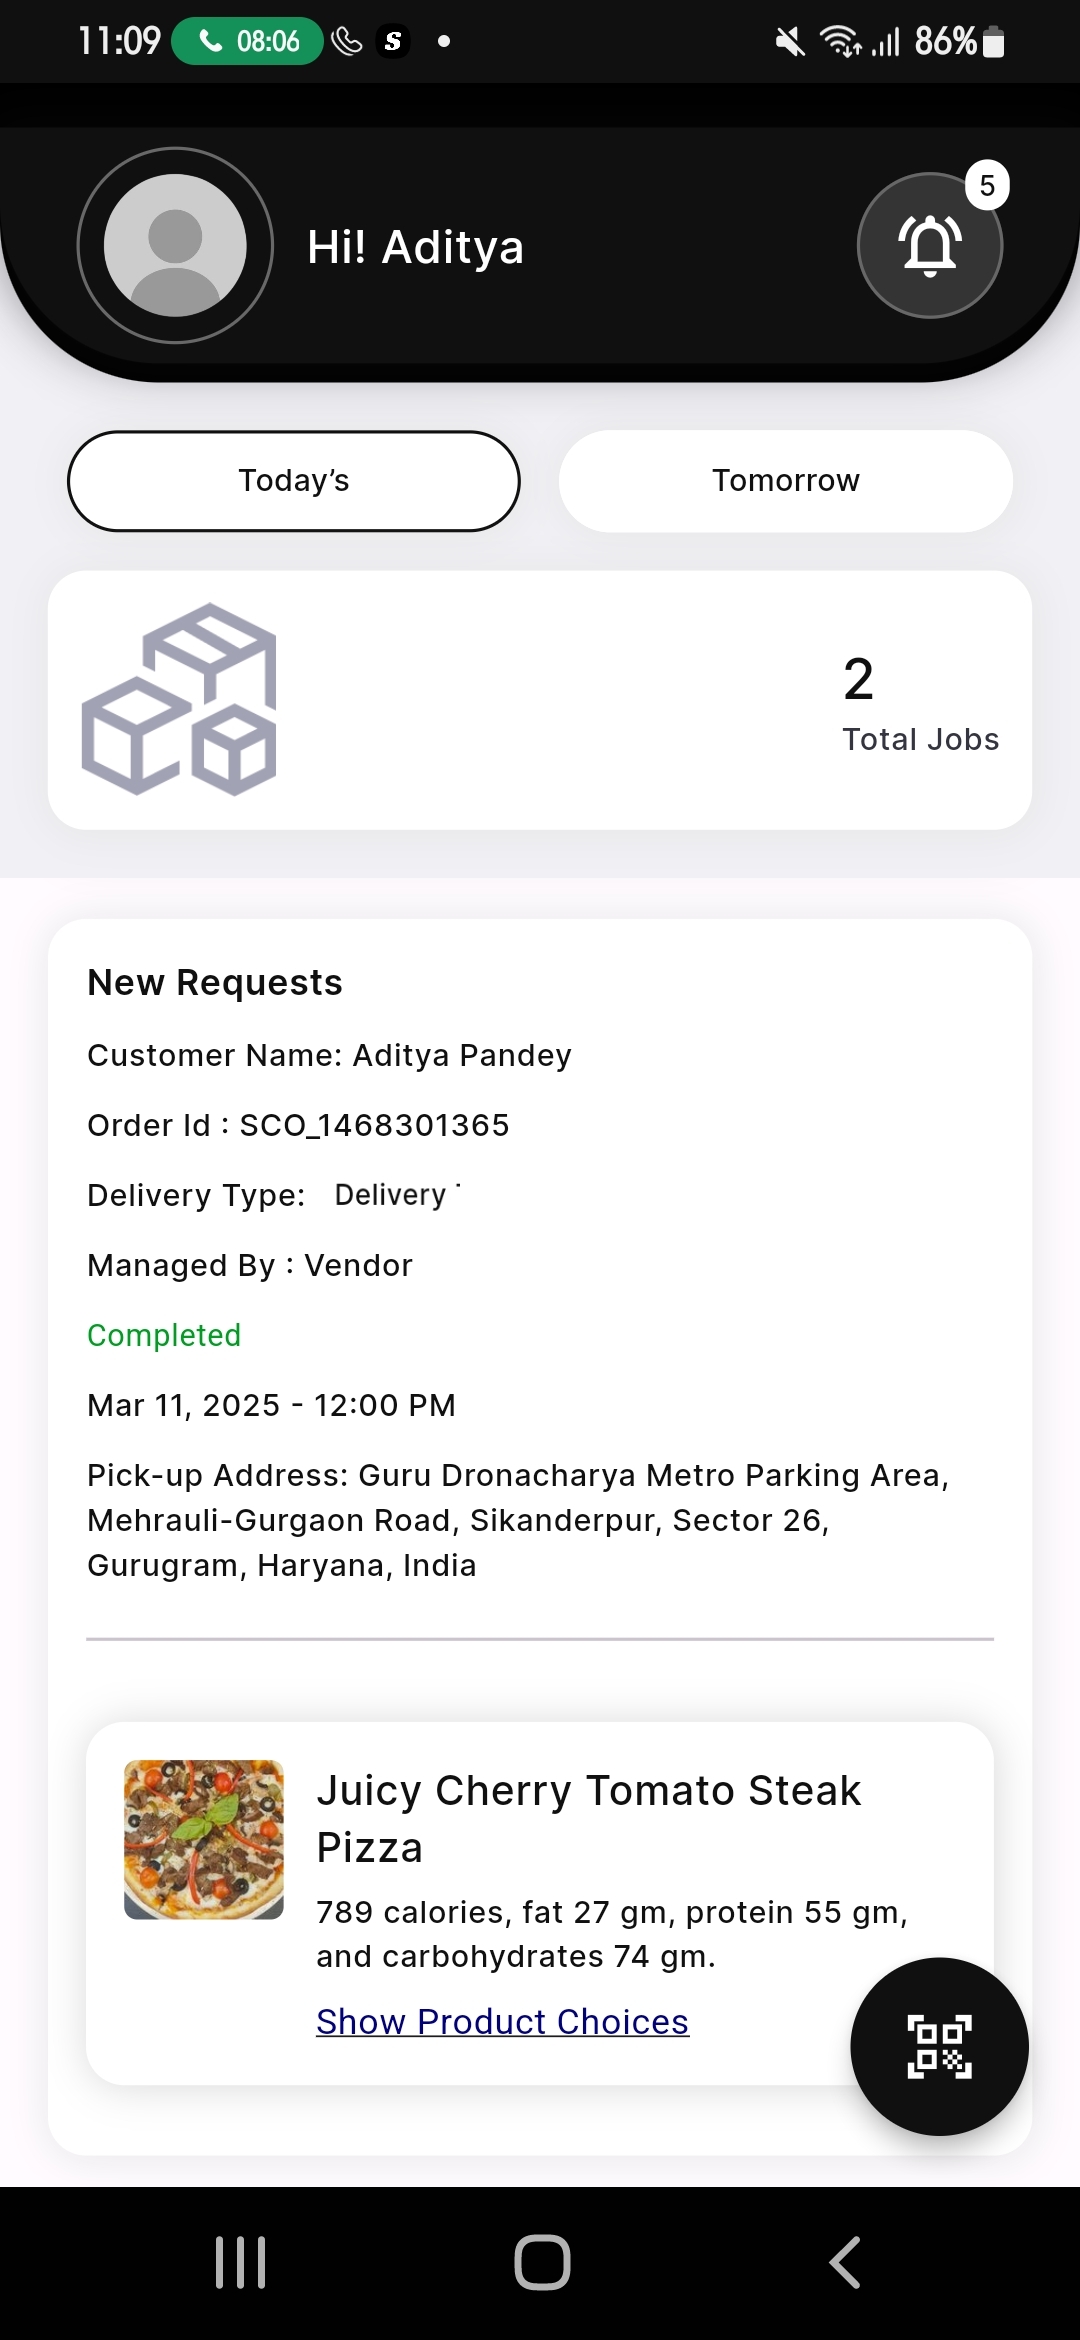 11:09 08:06 S 86%
Hi! Aditya
5
Today’s
Tomorrow
2
Total Jobs
New Requests
Customer Name: Aditya Pandey
Order Id : SCO_1468301365
Delivery Type: Delivery
Managed By : Vendor
Completed
Mar 11, 2025 - 12:00 PM
Pick-up Address: Guru Dronacharya Metro Parking Area,
Mehrauli-Gurgaon Road, Sikanderpur, Sector 26,
Gurugram, Haryana, India
Juicy Cherry Tomato Steak
Pizza
789 calories, fat 27 gm, protein 55 gm,
and carbohydrates 74 gm.
Show Product Choices